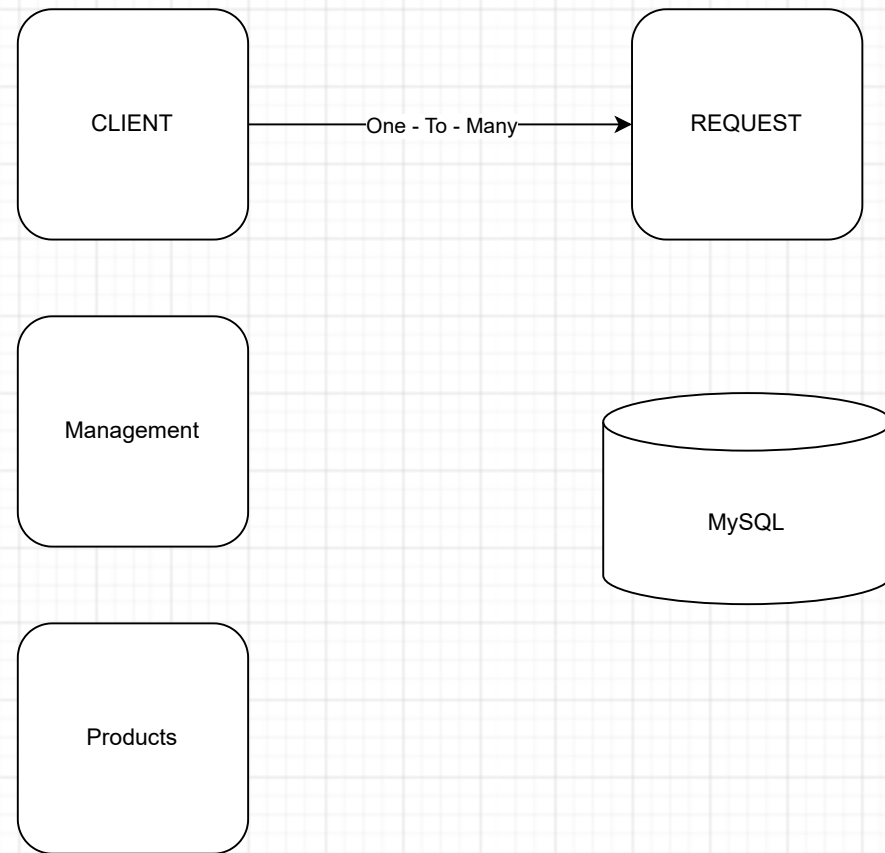 CLIENT
One - To - Many
REQUEST
Management
MySQL
Products